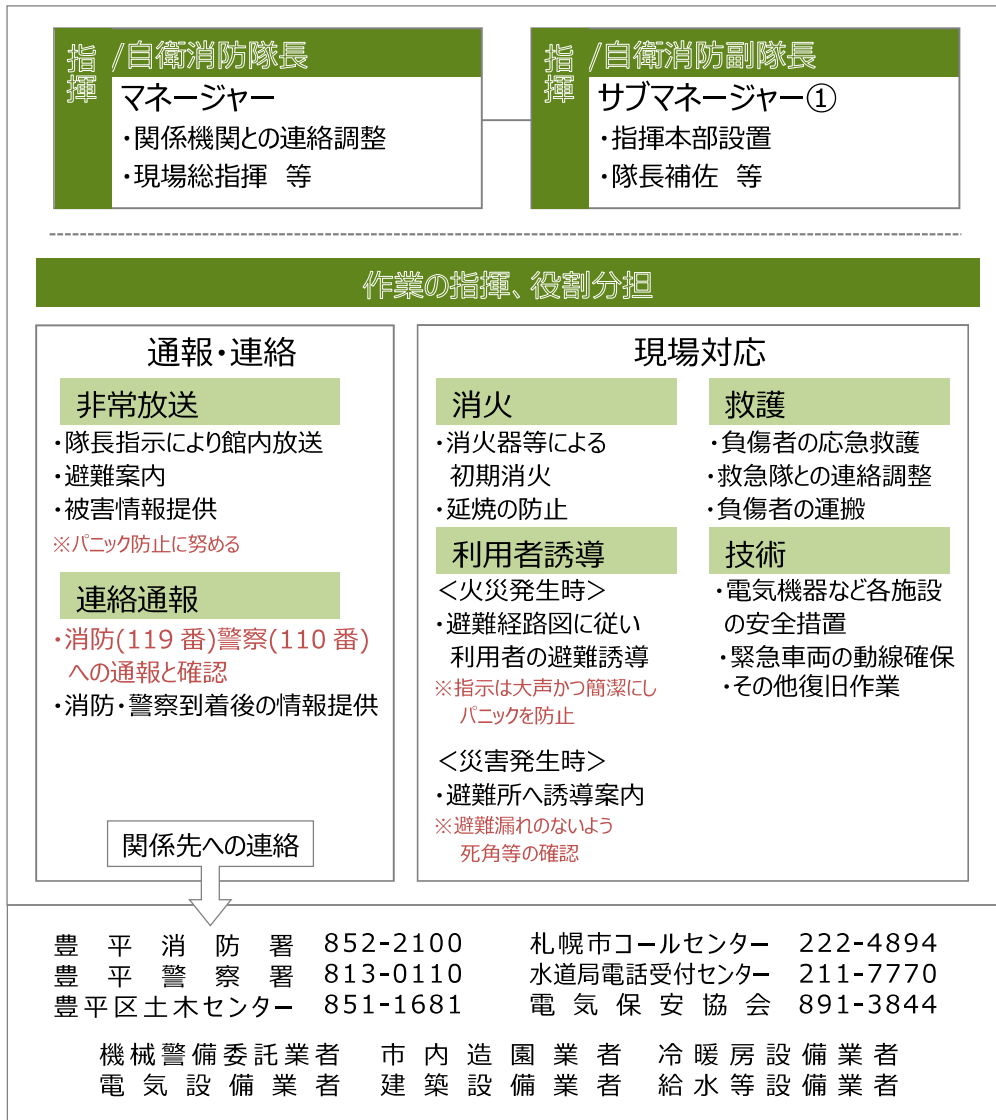 指揮 /自衛消防隊長
マネージャー
・関係機関との連絡調整
・現場総指揮 等
指揮 /自衛消防副隊長
サブマネージャー①
・指揮本部設置
・隊長補佐 等
作業の指揮、役割分担
通報・連絡
非常放送
・隊長指示により館内放送
・避難案内
・被害情報提供
※パニック防止に努める
連絡通報
・消防(119 番)警察(110 番)
への通報と確認
・消防・警察到着後の情報提供
関係先への連絡
現場対応
消火
・消火器等による
初期消火
・延焼の防止
利用者誘導
＜火災発生時＞
・避難経路図に従い
利用者の避難誘導
※指示は大声かつ簡潔にし
パニックを防止
＜災害発生時＞
・避難所へ誘導案内
※避難漏れのないよう
死角等の確認
救護
・負傷者の応急救護
・救急隊との連絡調整
・負傷者の運搬
技術
・電気機器など各施設
の安全措置
・緊急車両の動線確保
・その他復旧作業
豊平消防署 852-2100 札幌市コールセンター 222-4894
豊平警察署 813-0110 水道局電話受付センター 211-7770
豊平区土木センター 851-1681 電気保安協会 891-3844
機械警備委託業者 市内造園業者 冷暖房設備業者
電気設備業者 建築設備業者 給水等設備業者